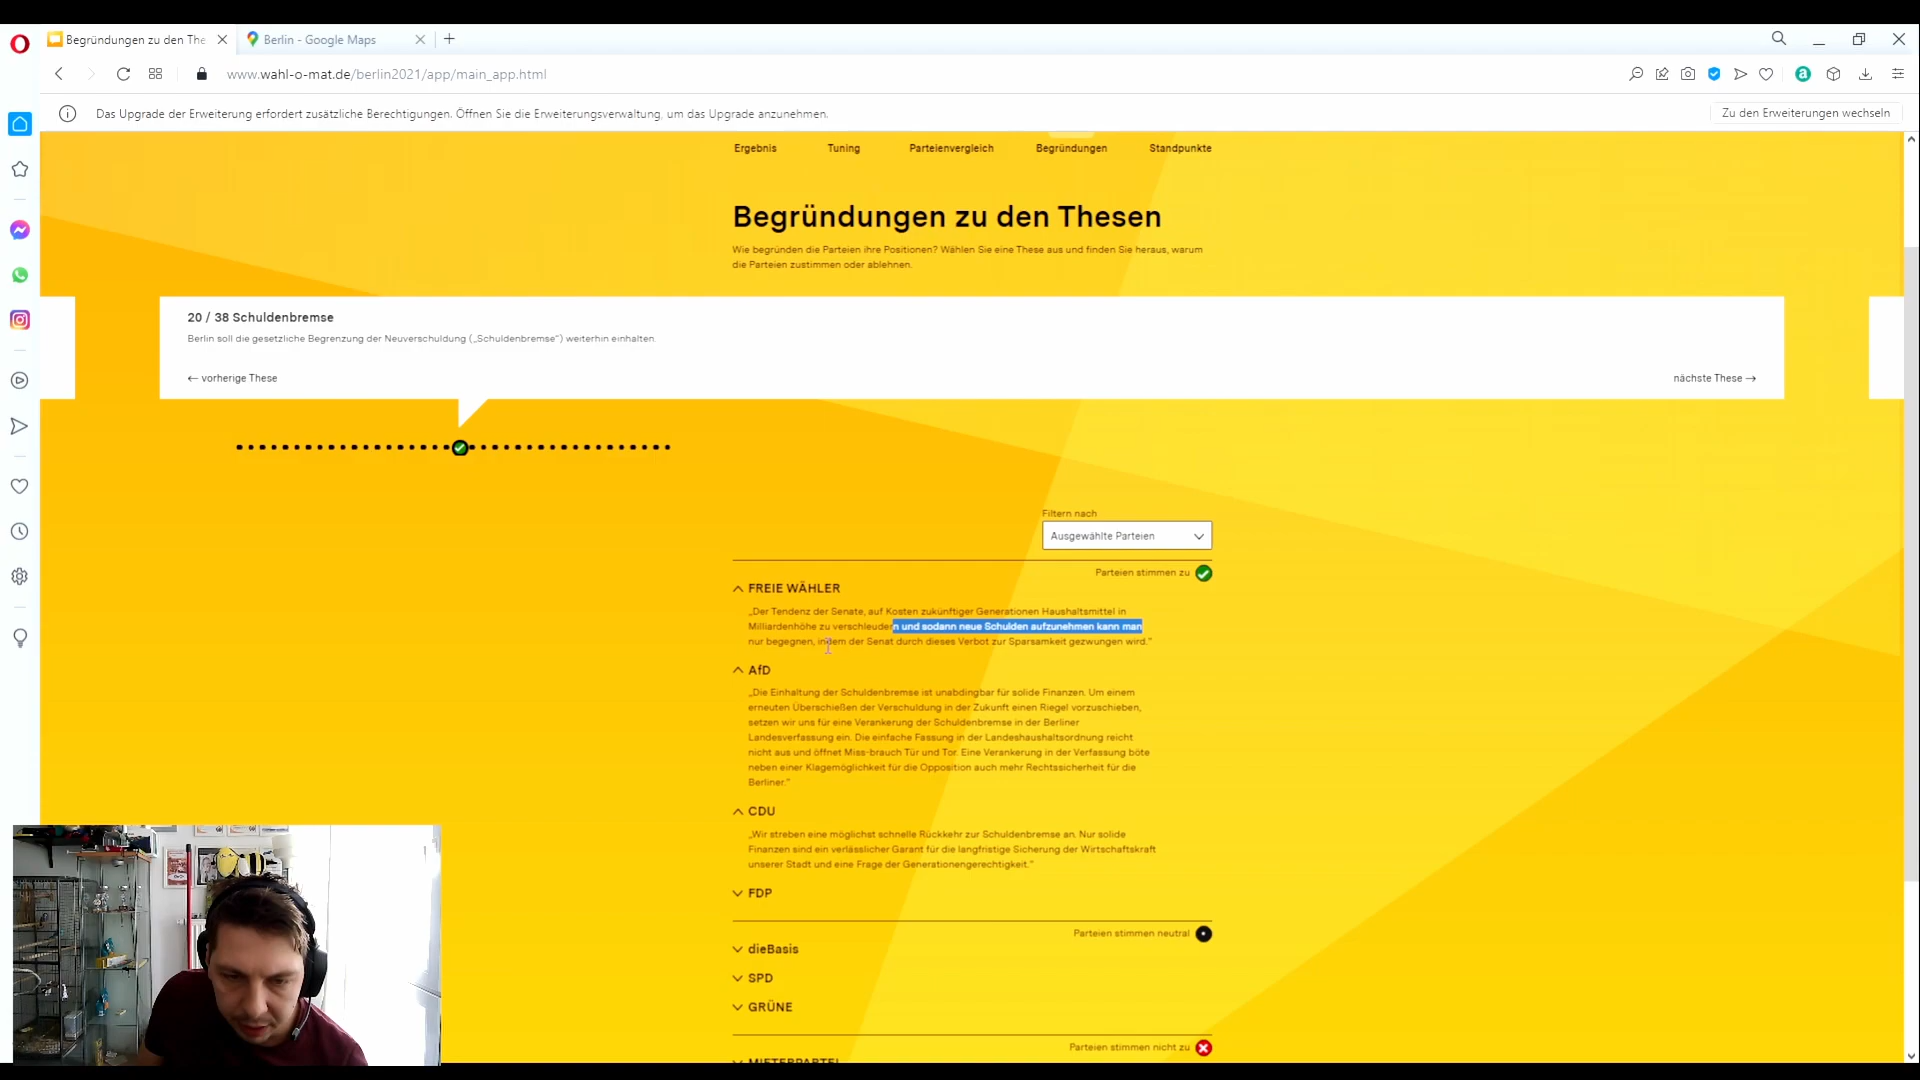 Begründungen zu den The
Berlin - Google Maps
www.wahl-o-mat.de/berlin2021/app/main_app.html
Das Upgrade der Erweiterung erfordert zusätzliche Berechtigungen. Öffnen Sie die Erweiterungsverwaltung, um das Upgrade anzunehmen.
Zu den Erweiterungen wechseln
Ergebnis
Tuning
Parteienvergleich
Begründungen
Standpunkte
Begründungen zu den Thesen
Wie begründen die Parteien ihre Positionen? Wählen Sie eine These aus und finden Sie heraus, warum
die Parteien zustimmen oder ablehnen.
20 / 38 Schuldenbremse
Berlin soll die gesetzliche Begrenzung der Neuverschuldung („Schuldenbremse“) weiterhin einhalten.
← vorherige These
nächste These →
Filtern nach
Ausgewählte Parteien
Parteien stimmen zu
FREIE WÄHLER
„Der Tendenz der Senate, auf Kosten zukünftiger Generationen Haushaltsmittel in
Milliardenhöhe zu verschleudern und sodann neue Schulden aufzunehmen kann man
nur begegnen, indem der Senat durch dieses Verbot zur Sparsamkeit gezwungen wird.“
AfD
„Die Einhaltung der Schuldenbremse ist unabdingbar für solide Finanzen. Um einem
erneuten Überschießen der Verschuldung in der Zukunft einen Riegel vorzuschieben,
setzen wir uns für eine Verankerung der Schuldenbremse in der Berliner
Landesverfassung ein. Die einfache Fassung in der Landeshaushaltsordnung reicht
nicht aus und öffnet Miss-brauch Tür und Tor. Eine Verankerung in der Verfassung böte
neben einer Klagemöglichkeit für die Opposition auch mehr Rechtssicherheit für die
Berliner.“
CDU
„Wir streben eine möglichst schnelle Rückkehr zur Schuldenbremse an. Nur solide
Finanzen sind ein verlässlicher Garant für die langfristige Sicherung der Wirtschaftskraft
unserer Stadt und eine Frage der Generationengerechtigkeit.“
FDP
Parteien stimmen neutral
dieBasis
SPD
GRÜNE
Parteien stimmen nicht zu
MIETERPARTEI